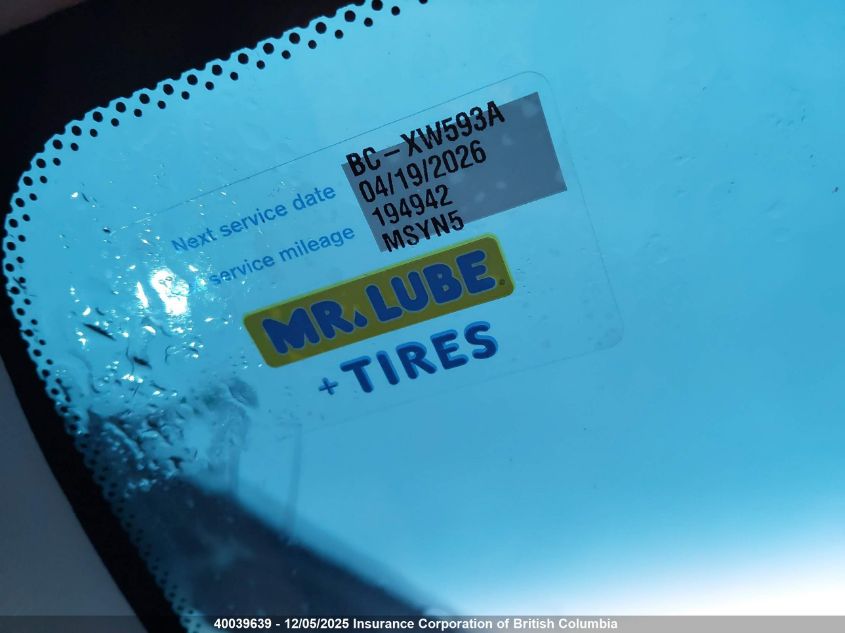 BC-XW593A
Next service date 04/19/2026
service mileage 194942
MSYN5
MR. LUBE
+ TIRES
40039639 - 12/05/2025 Insurance Corporation of British Columbia